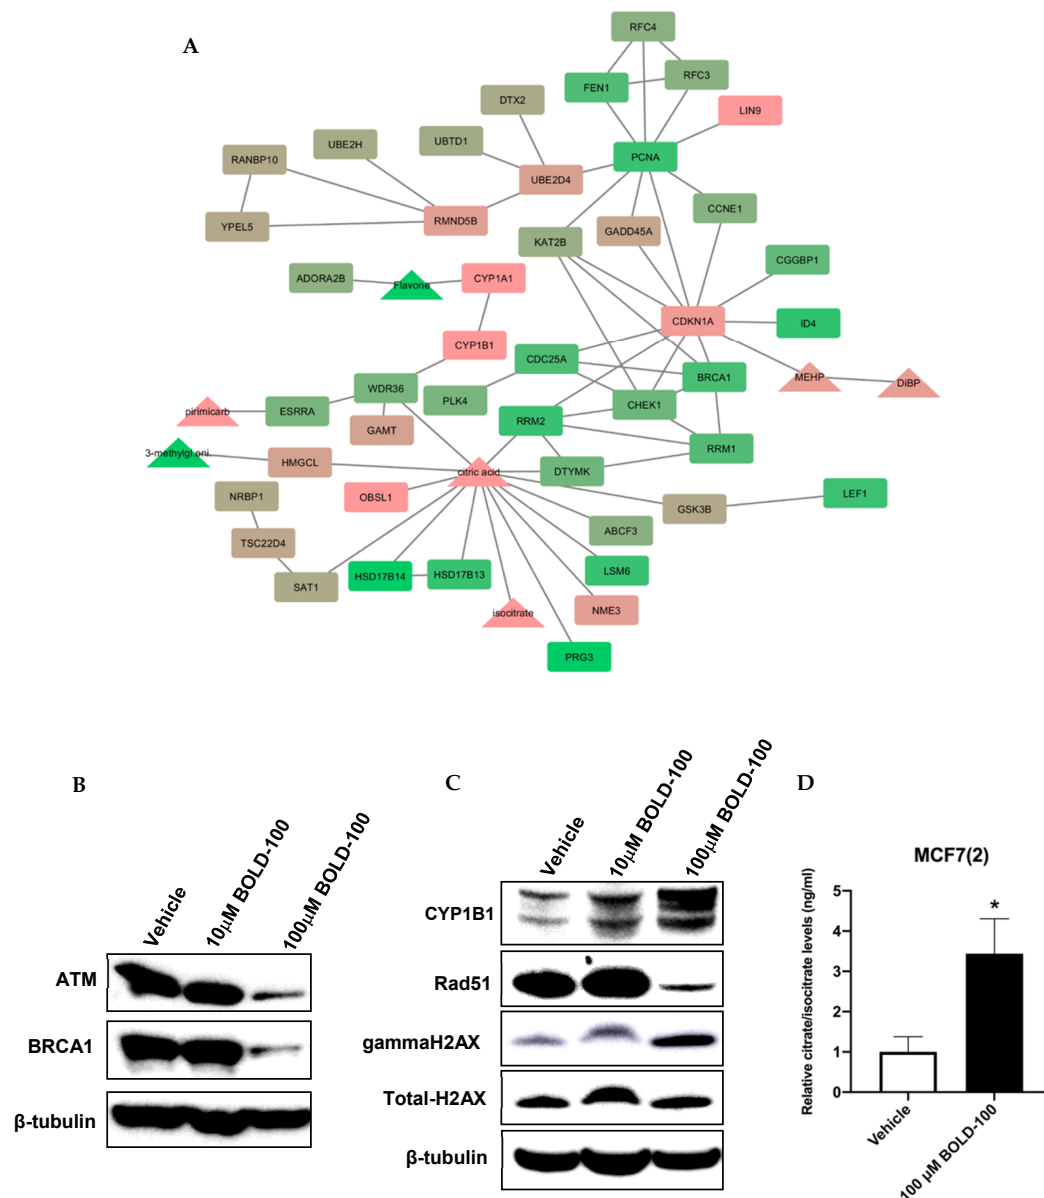 A
RFC4
RFC3
FEN1
DTX2
LIN9
UBE2H
UBTD1
RANBP10
PCNA
UBE2D4
CCNE1
RMND5B
YPEL5
GADD45A
KAT2B
CGGBP1
ADORA2B
Flavone
CYP1A1
CDKN1A
ID4
CYP1B1
CDC25A
MEHP
DiBP
BRCA1
WDR36
PLK4
CHEK1
pirimicarb
ESRRA
GAMT
RRM2
RRM1
3-methylgl.oni.
HMGCL
citric acid
DTYMK
NRBP1
OBSL1
GSK3B
LEF1
ABCF3
TSC22D4
HSD17B14
HSD17B13
LSM6
SAT1
isocitrate
NME3
PRG3
B
Vehicle
10µM BOLD-100
100µM BOLD-100
ATM
BRCA1
β-tubulin
C
Vehicle
10µM BOLD-100
100µM BOLD-100
CYP1B1
Rad51
gammaH2AX
Total-H2AX
β-tubulin
D
MCF7(2)
Relative citrate/isocitrate levels (ng/ml)
5
4
3
2
1
0
*
Vehicle
100 µM BOLD-100